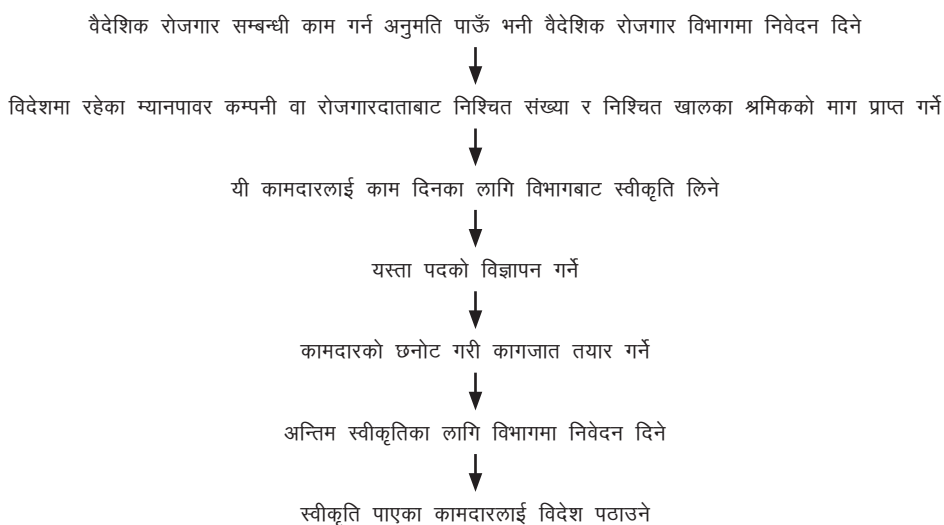 वैदेशिक रोजगार सम्बन्धी काम गर्न अनुमति पाऊँ भनी वैदेशिक रोजगार विभागमा निवेदन दिने
विदेशमा रहेका म्यानपावर कम्पनी वा रोजगारदाताबाट निश्चित संख्या र निश्चित खालका श्रमिकको माग प्राप्त गर्ने
यी कामदारलाई काम दिनका लागि विभागबाट स्वीकृति लिने
यस्ता पदको विज्ञापन गर्ने
कामदारको छनोट गरी कागजात तयार गर्ने
अन्तिम स्वीकृतिका लागि विभागमा निवेदन दिने
स्वीकृति पाएका कामदारलाई विदेश पठाउने